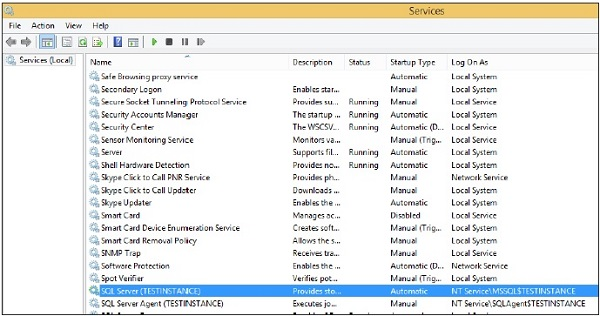 Services
File Action View Help
Services (Local)
Name Description Status Startup Type Log On As
Safe Browsing proxy service Automatic Local System
Secondary Logon Enables star... Manual Local System
Secure Socket Tunneling Protocol Service Provides su... Running Manual Local Service
Security Accounts Manager The startup ... Running Automatic Local System
Security Center The WSCSV... Running Automatic (D... Local Service
Sensor Monitoring Service Monitors va... Manual (Trig... Local Service
Server Supports fil... Running Automatic Local System
Shell Hardware Detection Provides no... Running Automatic Local System
Skype Click to Call PNR Service Provides ph... Manual Network Service
Skype Click to Call Updater Downloads ... Manual Local System
Skype Updater Enables the ... Automatic Local System
Smart Card Manages ac... Disabled Local Service
Smart Card Device Enumeration Service Creates soft... Manual (Trig... Local System
Smart Card Removal Policy Allows the s... Manual Local System
SNMP Trap Receives tra... Manual Local Service
Software Protection Enables the ... Automatic (D... Network Service
Spot Verifier Verifies pot... Manual (Trig... Local System
SQL Server (TESTINSTANCE) Provides sto... Automatic NT Service\MSSQL$TESTINSTANCE
SQL Server Agent (TESTINSTANCE) Executes jo... Manual NT Service\SQLAgent$TESTINSTANCE